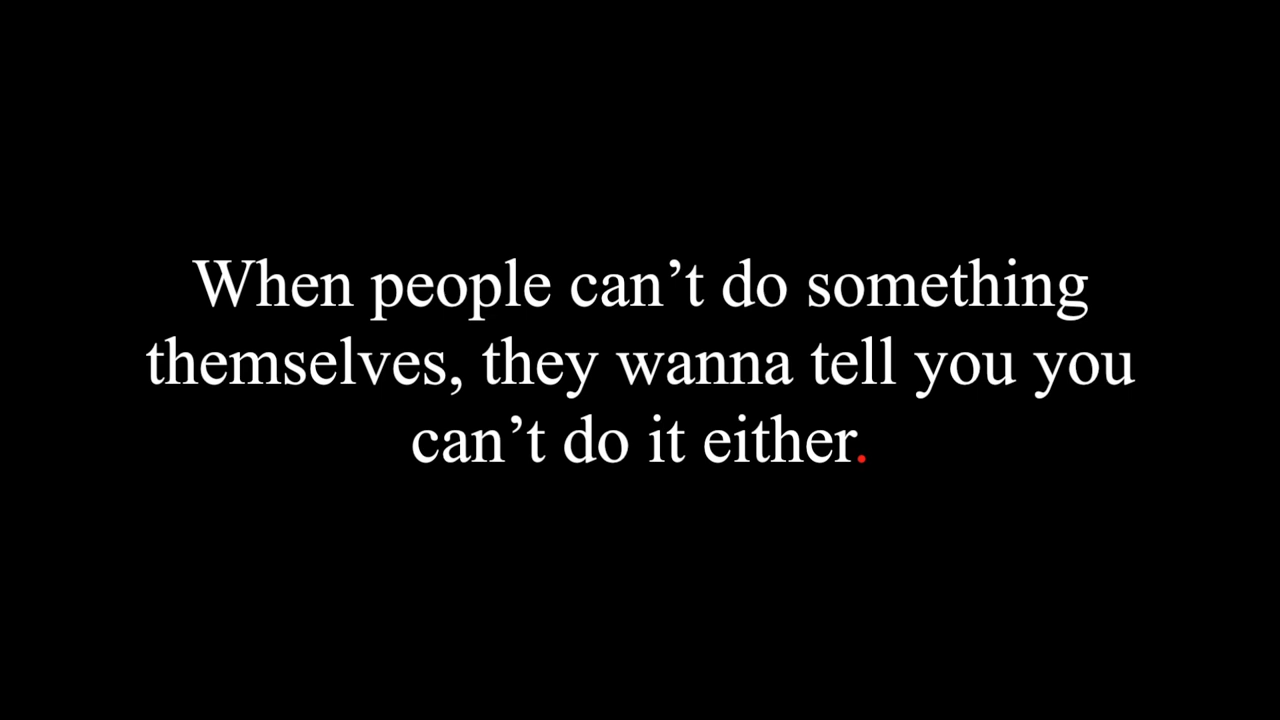 When people can’t do something
themselves, they wanna tell you you
can’t do it either.